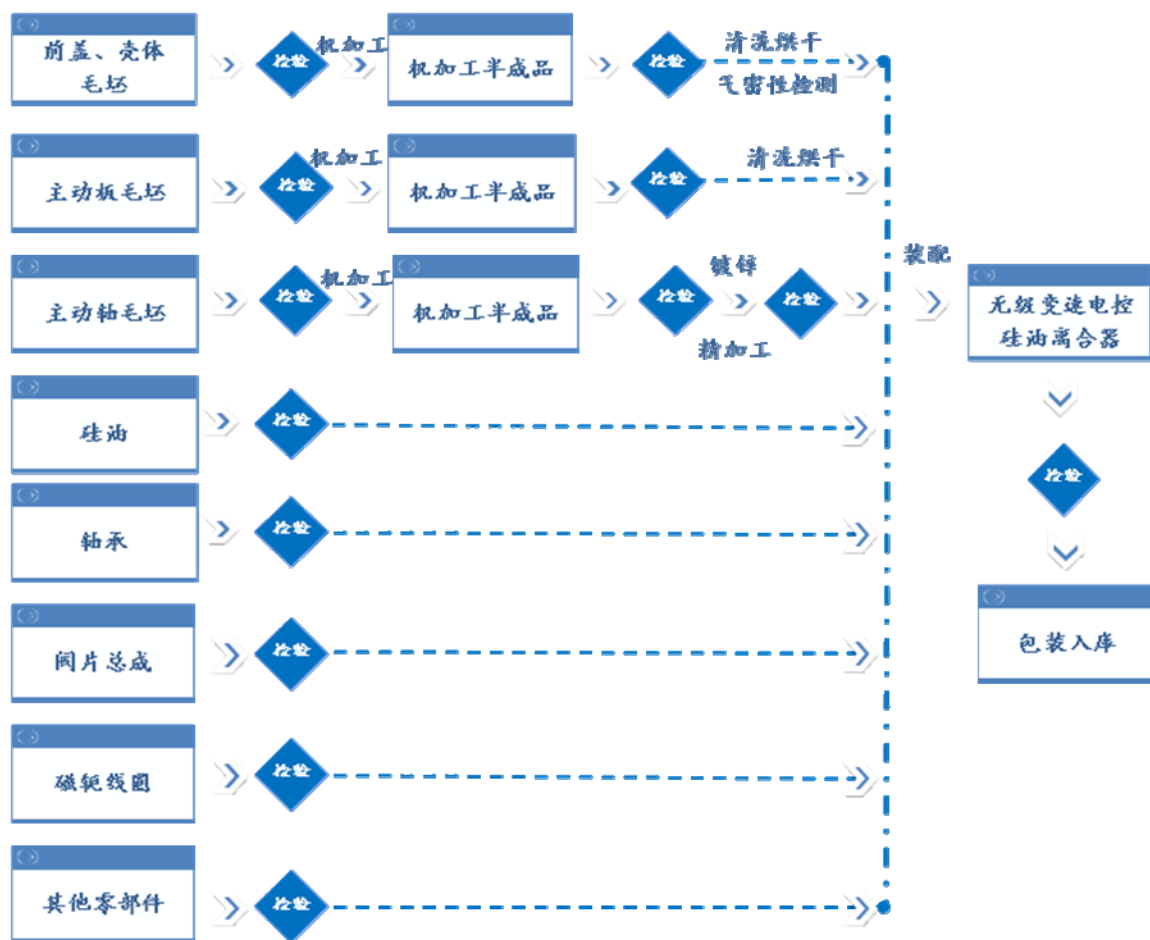 前盖、壳体
毛坯
检验
机加工
机加工半成品
检验
清洗烘干
气密性检测
主动板毛坯
检验
机加工
机加工半成品
检验
清洗烘干
主动轴毛坯
检验
机加工
机加工半成品
检验
镀锌
精加工
检验
装配
无级变速电控
硅油离合器
硅油
检验
检验
轴承
检验
阀片总成
检验
包装入库
磁轭线圈
检验
其他零部件
检验